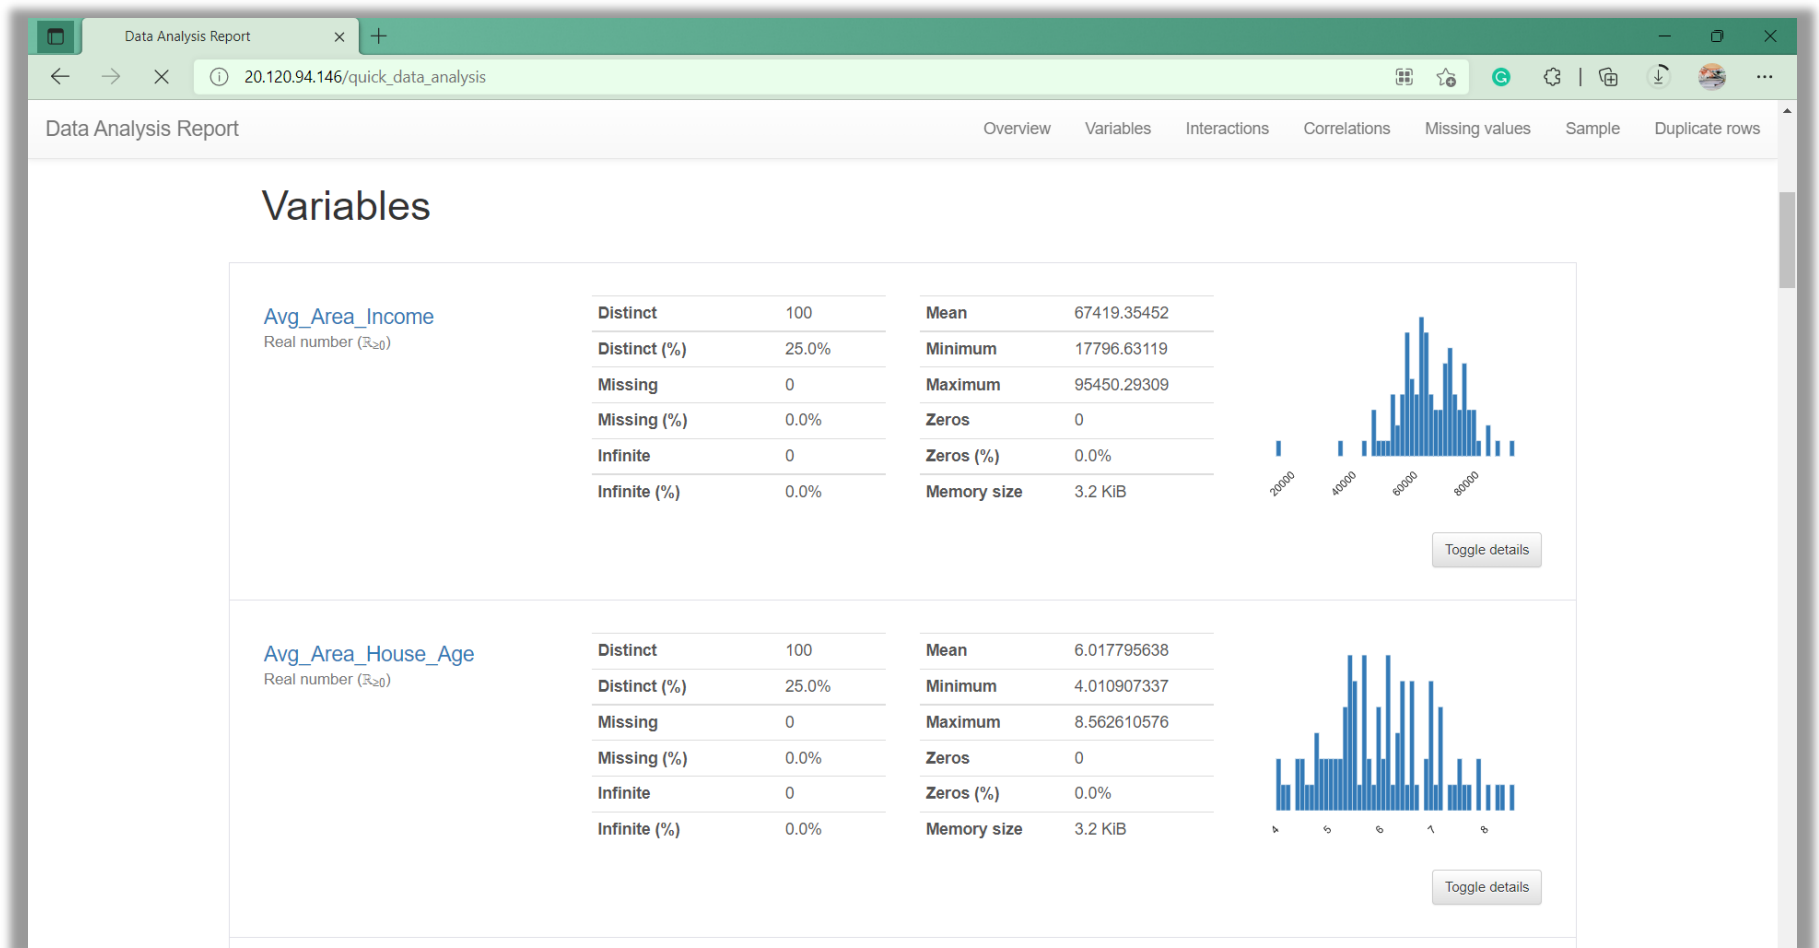 Data Analysis Report
20.120.94.146/quick_data_analysis
Data Analysis Report Overview Variables Interactions Correlations Missing values Sample Duplicate rows
Variables
Avg_Area_Income
Real number (ℝ≥0)
Distinct 100
Distinct (%) 25.0%
Missing 0
Missing (%) 0.0%
Infinite 0
Infinite (%) 0.0%
Mean 67419.35452
Minimum 17796.63119
Maximum 95450.29309
Zeros 0
Zeros (%) 0.0%
Memory size 3.2 KiB
20000 40000 60000 80000
Toggle details
Avg_Area_House_Age
Real number (ℝ≥0)
Distinct 100
Distinct (%) 25.0%
Missing 0
Missing (%) 0.0%
Infinite 0
Infinite (%) 0.0%
Mean 6.017795638
Minimum 4.010907337
Maximum 8.562610576
Zeros 0
Zeros (%) 0.0%
Memory size 3.2 KiB
4 5 6 7 8
Toggle details